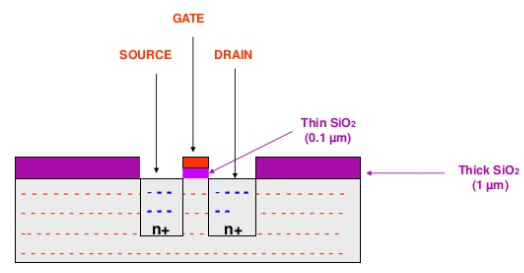 GATE
SOURCE
DRAIN
Thin SiO2
(0.1 µm)
Thick SiO2
(1 µm)
n+
n+